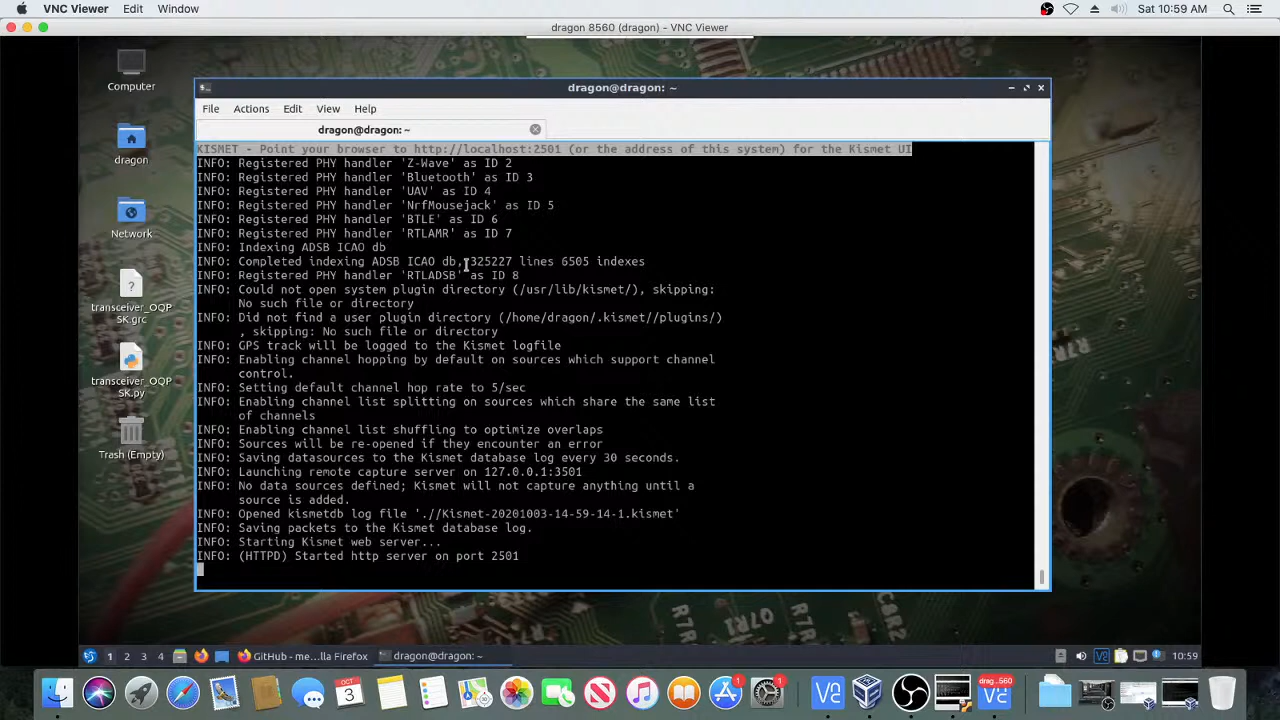 VNC Viewer Edit Window
Sat 10:59 AM
dragon 8560 (dragon) - VNC Viewer
Computer
dragon
Network
transceiver_OQP
SK.grc
transceiver_OQP
SK.py
Trash (Empty)
dragon@dragon: ~
File Actions Edit View Help
dragon@dragon: ~
KISMET - Point your browser to http://localhost:2501 (or the address of this system) for the Kismet UI
INFO: Registered PHY handler 'Z-Wave' as ID 2
INFO: Registered PHY handler 'Bluetooth' as ID 3
INFO: Registered PHY handler 'UAV' as ID 4
INFO: Registered PHY handler 'NrfMousejack' as ID 5
INFO: Registered PHY handler 'BTLE' as ID 6
INFO: Registered PHY handler 'RTLAMR' as ID 7
INFO: Indexing ADSB ICAO db
INFO: Completed indexing ADSB ICAO db, 325227 lines 6505 indexes
INFO: Registered PHY handler 'RTLADSB' as ID 8
INFO: Could not open system plugin directory (/usr/lib/kismet/), skipping:
No such file or directory
INFO: Did not find a user plugin directory (/home/dragon/.kismet//plugins/)
, skipping: No such file or directory
INFO: GPS track will be logged to the Kismet logfile
INFO: Enabling channel hopping by default on sources which support channel
control.
INFO: Setting default channel hop rate to 5/sec
INFO: Enabling channel list splitting on sources which share the same list
of channels
INFO: Enabling channel list shuffling to optimize overlaps
INFO: Sources will be re-opened if they encounter an error
INFO: Saving datasources to the Kismet database log every 30 seconds.
INFO: Launching remote capture server on 127.0.0.1:3501
INFO: No data sources defined; Kismet will not capture anything until a
source is added.
INFO: Opened kismetdb log file './/Kismet-20201003-14-59-14-1.kismet'
INFO: Saving packets to the Kismet database log.
INFO: Starting Kismet web server...
INFO: (HTTPD) Started http server on port 2501
1 2 3 4 GitHub - me...lla Firefox dragon@dragon: ~ 10:59
OCT
3
1
1
drag...560